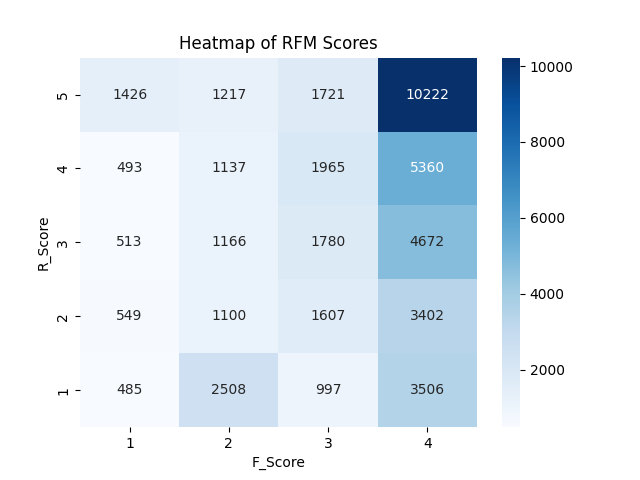 Heatmap of RFM Scores
5 1426 1217 1721 10222
4 493 1137 1965 5360
3 513 1166 1780 4672
2 549 1100 1607 3402
1 485 2508 997 3506
1 2 3 4
F_Score
R_Score
10000
8000
6000
4000
2000